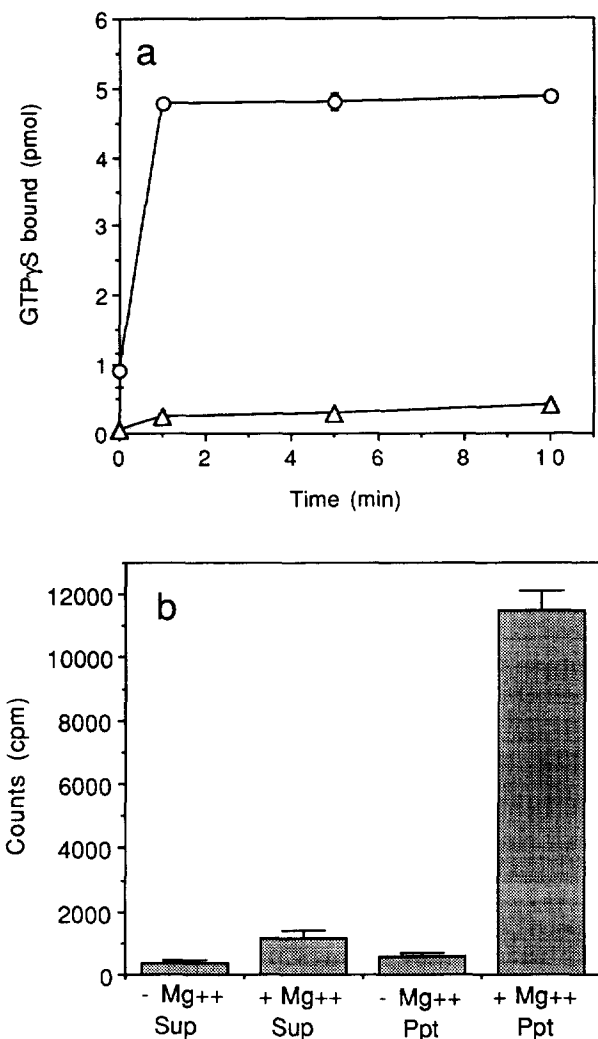 a
GTPγS bound (pmol)
6
5
4
3
2
1
0
0 2 4 6 8 10
Time (min)
b
Counts (cpm)
12000
10000
8000
6000
4000
2000
0
- Mg++ + Mg++ - Mg++ + Mg++
Sup Sup Ppt Ppt